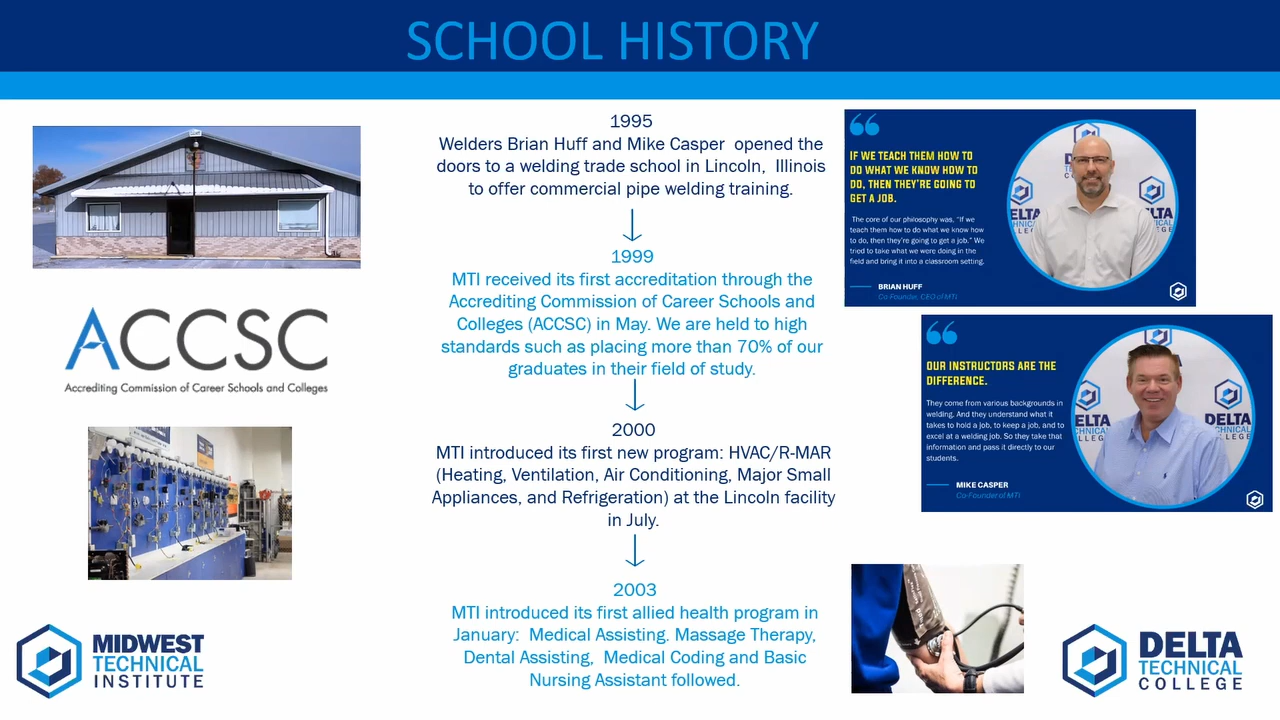 SCHOOL HISTORY
1995
Welders Brian Huff and Mike Casper opened the
doors to a welding trade school in Lincoln, Illinois
to offer commercial pipe welding training.
1999
MTI received its first accreditation through the
Accrediting Commission of Career Schools and
Colleges (ACCSC) in May. We are held to high
standards such as placing more than 70% of our
graduates in their field of study.
2000
MTI introduced its first new program: HVAC/R-MAR
(Heating, Ventilation, Air Conditioning, Major Small
Appliances, and Refrigeration) at the Lincoln facility
in July.
2003
MTI introduced its first allied health program in
January: Medical Assisting. Massage Therapy,
Dental Assisting, Medical Coding and Basic
Nursing Assistant followed.
ACCSC
Accrediting Commission of Career Schools and Colleges
MIDWEST
TECHNICAL
INSTITUTE
IF WE TEACH THEM HOW TO
DO WHAT WE KNOW HOW TO
DO, THEN THEY'RE GOING TO
GET A JOB.
The core of our philosophy was, "If we
teach them how to do what we know how
to do, then they're going to get a job." We
tried to take what we were doing in the
field and bring it into a classroom setting.
BRIAN HUFF
Co-Founder, CEO of MTI
OUR INSTRUCTORS ARE THE
DIFFERENCE.
They come from various backgrounds in
welding. And they understand what it
takes to hold a job, to keep a job, and to
excel at a welding job. So they take that
information and pass it directly to our
students.
MIKE CASPER
Co-Founder of MTI
DELTA
TECHNICAL
COLLEGE
DELTA
TECHNICAL
COLLEGE